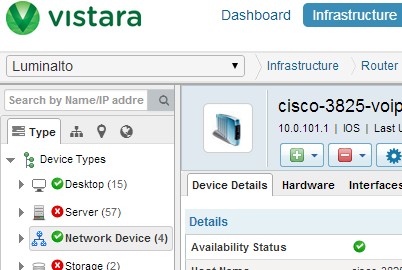 vistara
Dashboard
Infrastructure
Luminalto
Infrastructure
Router
Search by Name/IP addre
Type
cisco-3825-voip
10.0.101.1 | IOS | Last
Device Types
Desktop (15)
Server (57)
Network Device (4)
Storage (2)
Device Details
Hardware
Interfaces
Details
Availability Status
Host Name